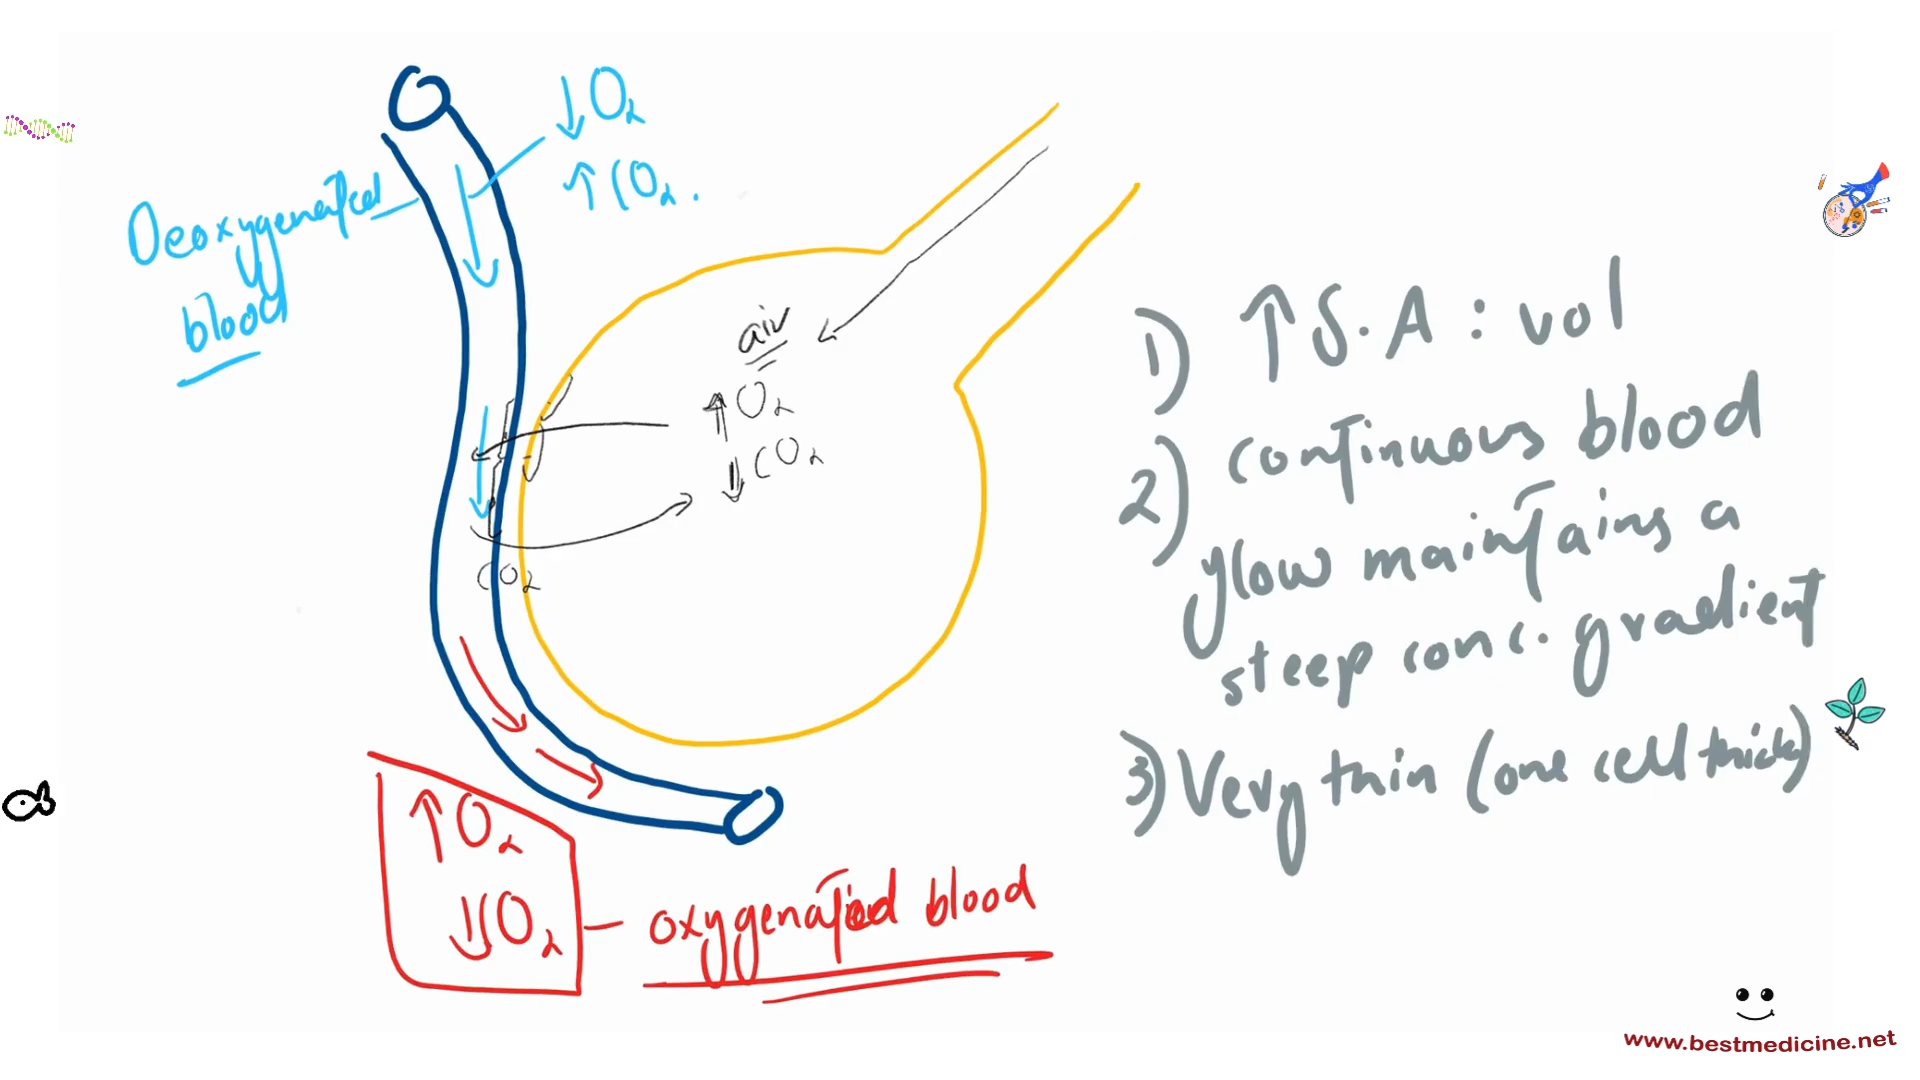 ↓O₂
↑CO₂.
Deoxygenated
blood
air
↑O₂
↓CO₂
CO₂
↑O₂
↓CO₂
oxygenated blood
1) ↑ S.A : vol
2) continuous blood
flow maintains a
steep conc. gradient
3) Very thin (one cell thick)
www.bestmedicine.net